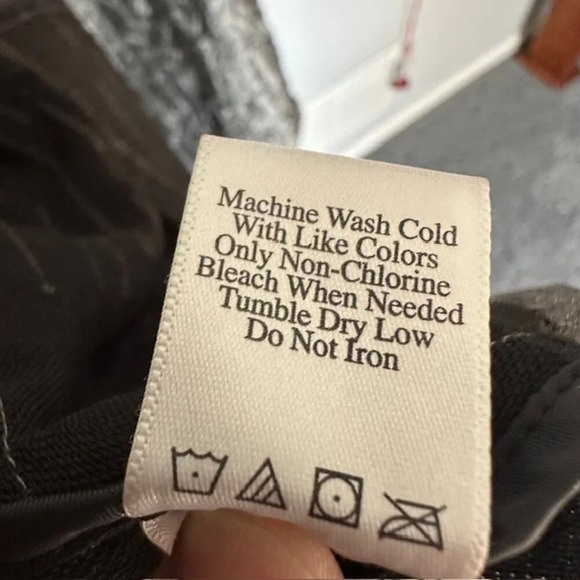 Machine Wash Cold
With Like Colors
Only Non-Chlorine
Bleach When Needed
Tumble Dry Low
Do Not Iron